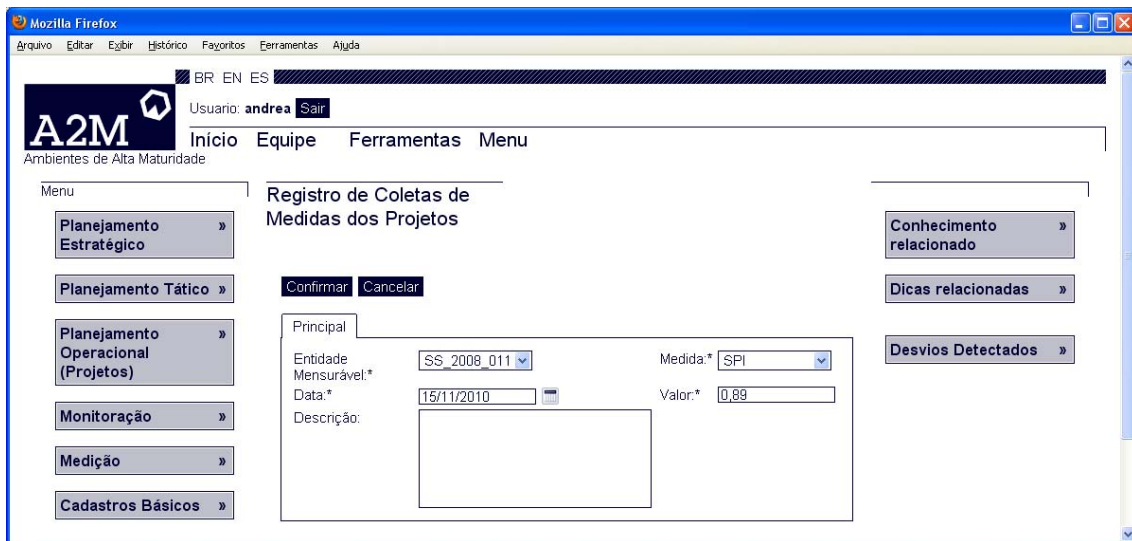 Mozilla Firefox
Arquivo Editar Exibir Histórico Favoritos Ferramentas Ajuda
BR EN ES
A2M
Ambientes de Alta Maturidade
Usuario: andrea Sair
Início Equipe Ferramentas Menu
Menu
Planejamento »
Estratégico
Planejamento Tático »
Planejamento »
Operacional
(Projetos)
Monitoração »
Medição »
Cadastros Básicos »
Registro de Coletas de
Medidas dos Projetos
Confirmar Cancelar
Principal
Entidade
Mensurável:*
SS_2008_011
Medida:* SPI
Data:* 15/11/2010
Valor:* 0,89
Descrição:
Conhecimento »
relacionado
Dicas relacionadas »
Desvios Detectados »